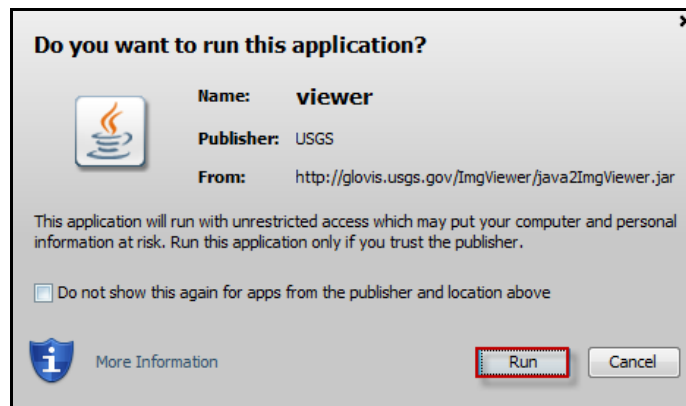 Do you want to run this application?
Name: viewer
Publisher: USGS
From: http://glovis.usgs.gov/ImgViewer/java2ImgViewer.jar
This application will run with unrestricted access which may put your computer and personal
information at risk. Run this application only if you trust the publisher.
Do not show this again for apps from the publisher and location above
More Information
Run
Cancel